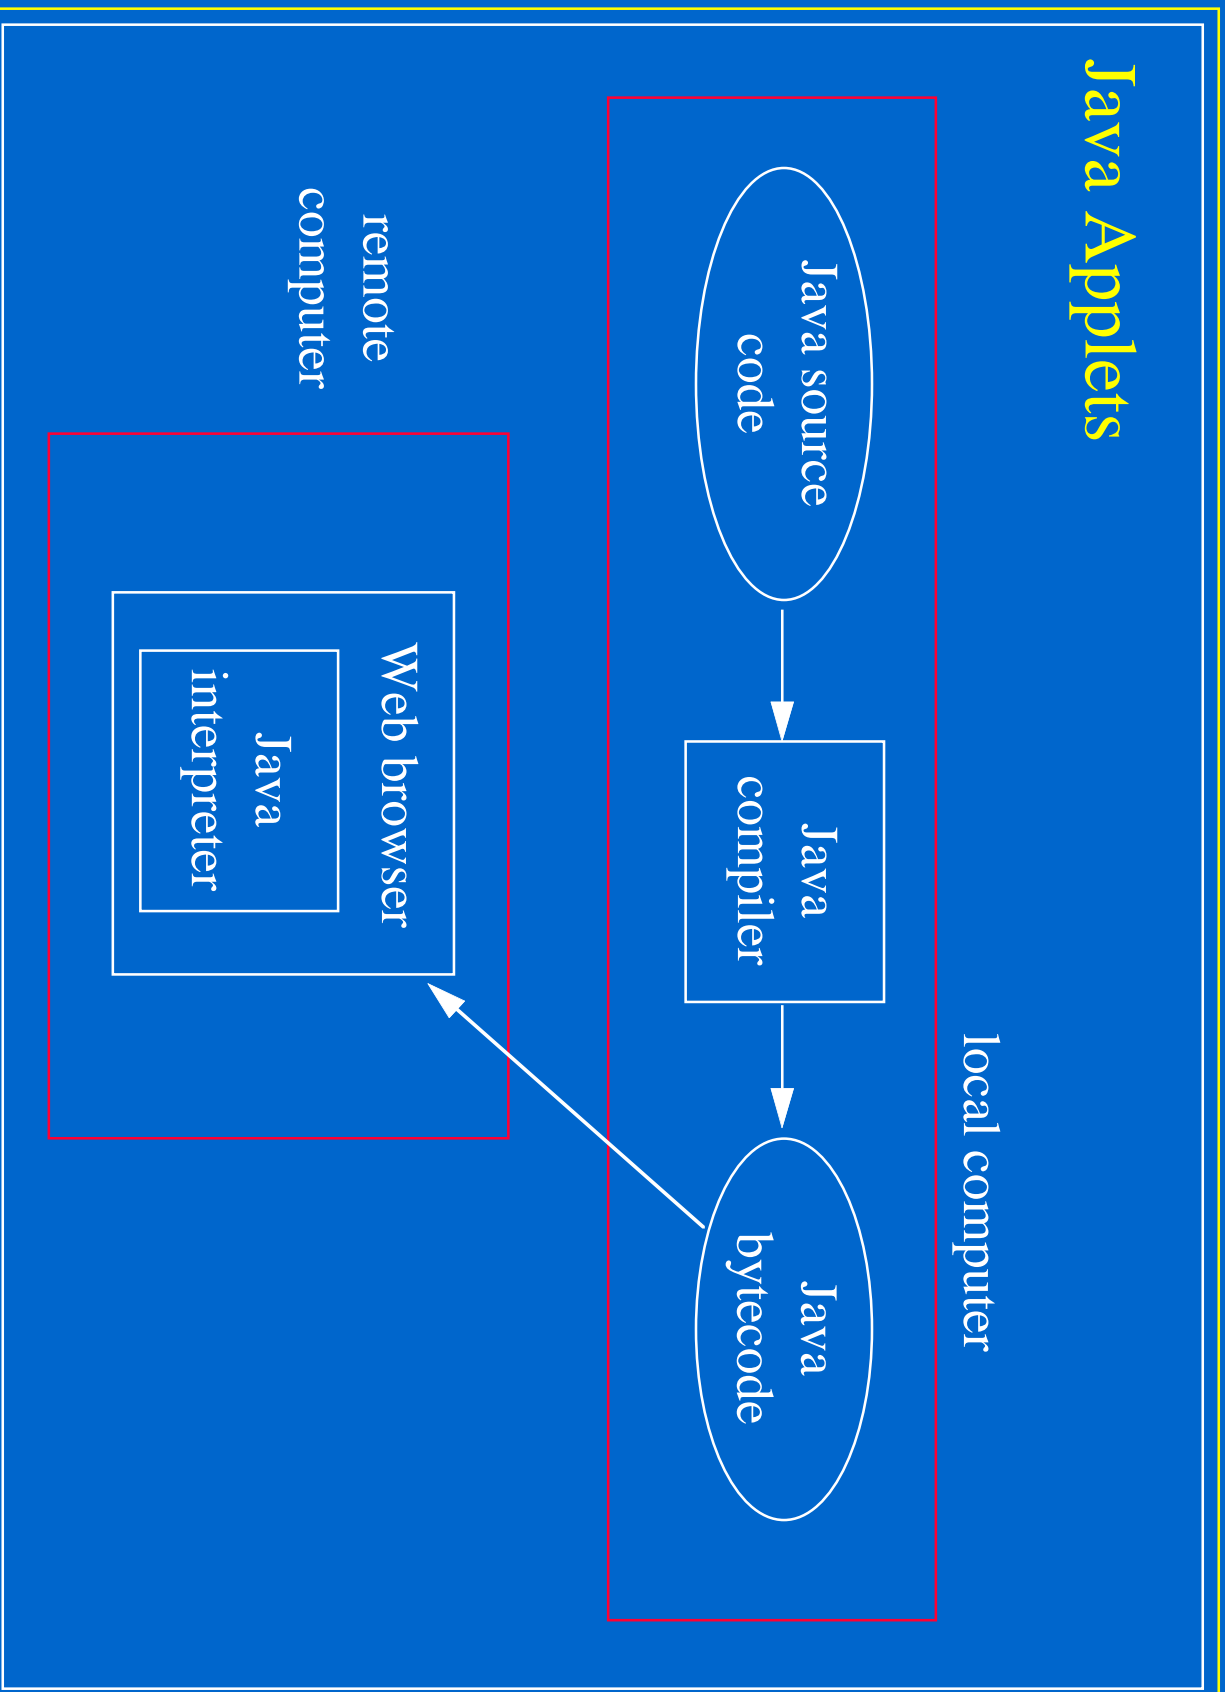 Java Applets
local computer
Java source
code
Java
compiler
Java
bytecode
remote
computer
Web browser
Java
interpreter